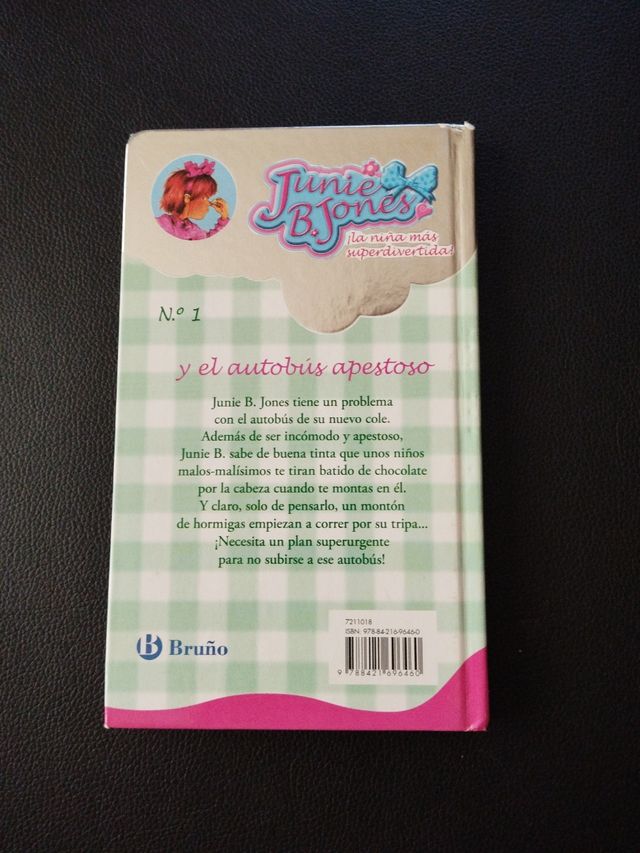 Junie
B. Jones
¡la niña más
superdivertida!
N.º 1
y el autobús apestoso
Junie B. Jones tiene un problema
con el autobús de su nuevo cole.
Además de ser incómodo y apestoso,
Junie B. sabe de buena tinta que unos niños
malos-malísimos te tiran batido de chocolate
por la cabeza cuando te montas en él.
Y claro, solo de pensarlo, un montón
de hormigas empiezan a correr por su tripa...
¡Necesita un plan superurgente
para no subirse a ese autobús!
7211018
ISBN: 978-84-216-96460
B Bruño
9 788421 696460